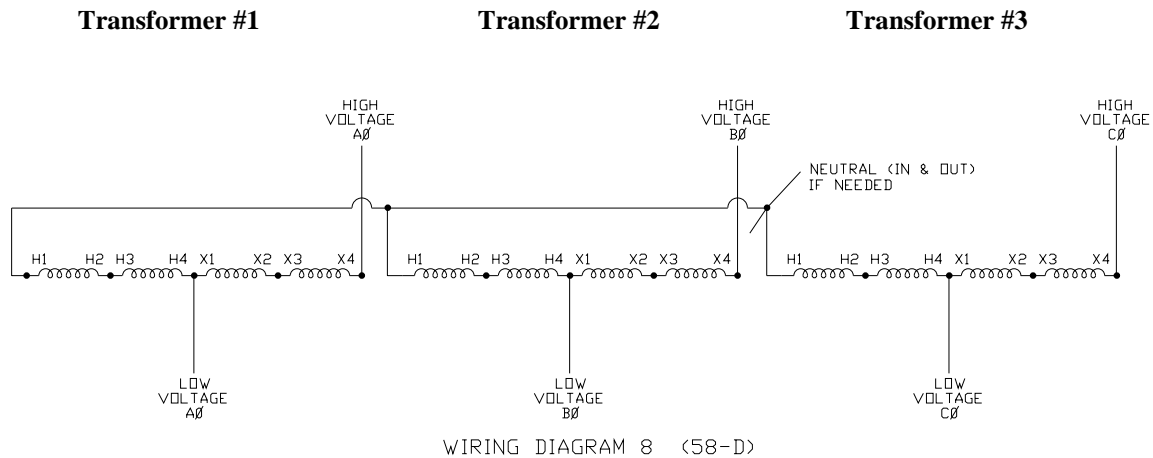 Transformer #1 Transformer #2 Transformer #3
HIGH VOLTAGE AØ
HIGH VOLTAGE BØ
HIGH VOLTAGE CØ
NEUTRAL (IN & OUT)
IF NEEDED
H1 H2 H3 H4 X1 X2 X3 X4
H1 H2 H3 H4 X1 X2 X3 X4
H1 H2 H3 H4 X1 X2 X3 X4
LOW VOLTAGE AØ
LOW VOLTAGE BØ
LOW VOLTAGE CØ
WIRING DIAGRAM 8 (58-D)